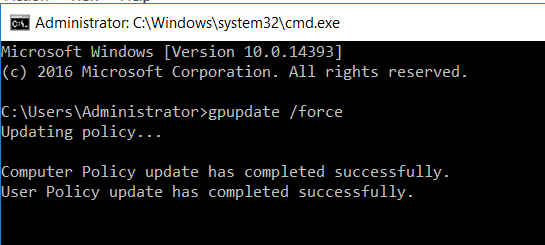 Administrator: C:\Windows\system32\cmd.exe
Microsoft Windows [Version 10.0.14393]
(c) 2016 Microsoft Corporation. All rights reserved.
C:\Users\Administrator>gpupdate /force
Updating policy...
Computer Policy update has completed successfully.
User Policy update has completed successfully.